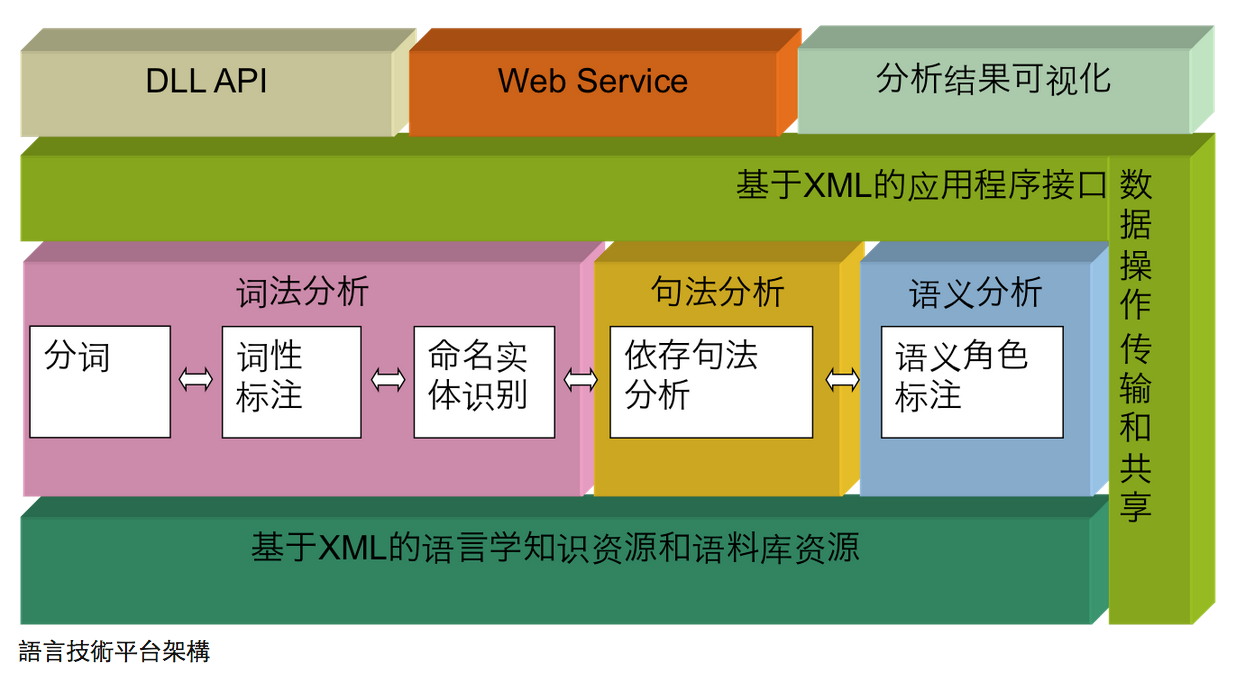 DLL API
Web Service
分析结果可视化
基于XML的应用程序接口
数据操作传输和共享
词法分析
分词
词性
标注
命名实
体识别
句法分析
依存句法
分析
语义分析
语义角色
标注
基于XML的语言学知识资源和语料库资源
語言技術平台架構